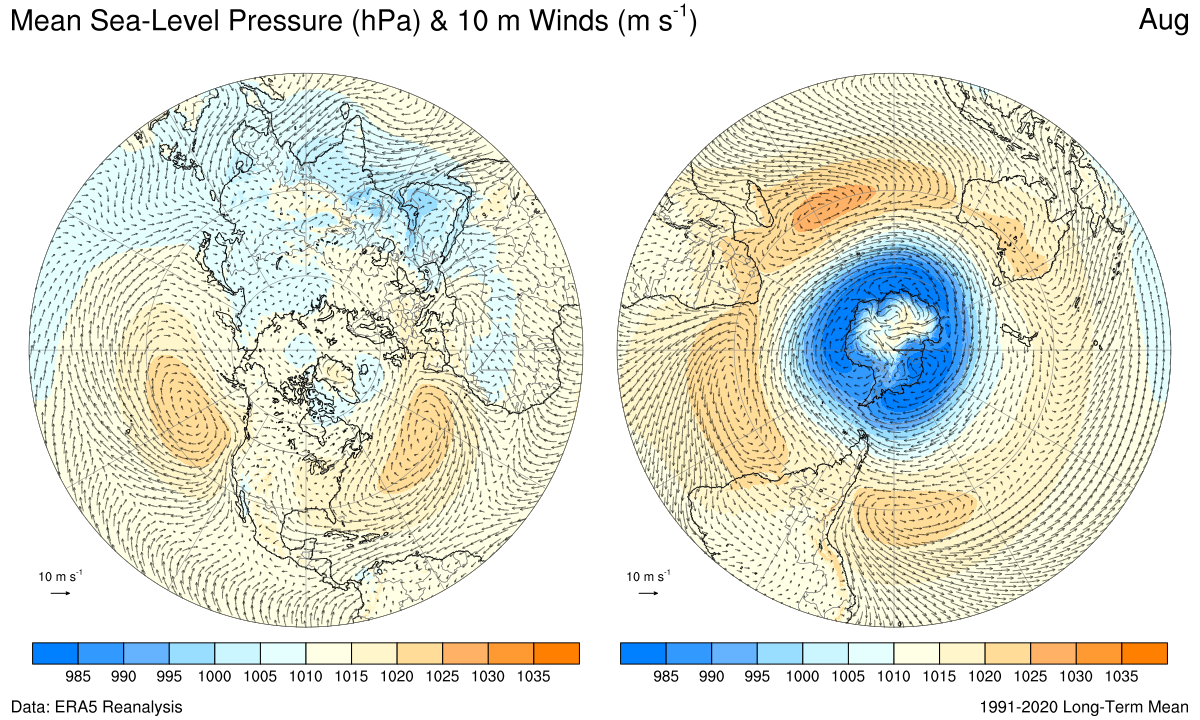 Mean Sea-Level Pressure (hPa) & 10 m Winds (m s⁻¹)
Aug
10 m s⁻¹
10 m s⁻¹
985 990 995 1000 1005 1010 1015 1020 1025 1030 1035
985 990 995 1000 1005 1010 1015 1020 1025 1030 1035
Data: ERA5 Reanalysis
1991-2020 Long-Term Mean